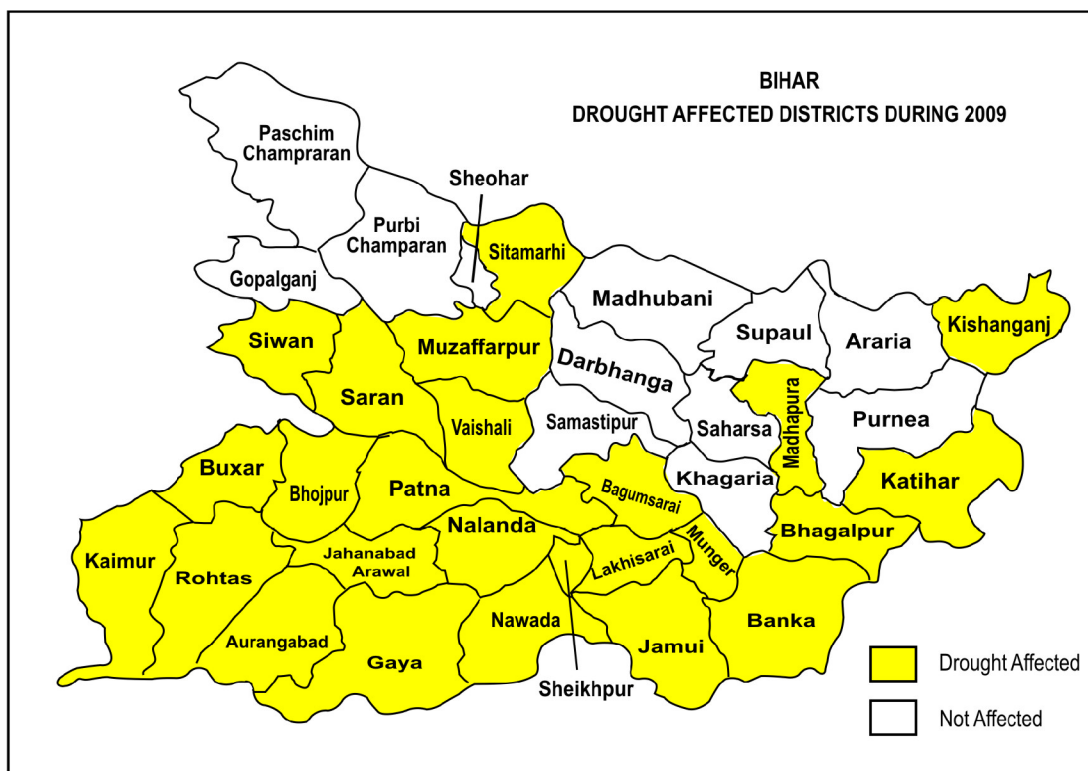 BIHAR
DROUGHT AFFECTED DISTRICTS DURING 2009
Paschim
Champraran
Sheohar
Purbi
Champaran
Sitamarhi
Gopalganj
Madhubani
Supaul
Araria
Kishanganj
Siwan
Muzaffarpur
Darbhanga
Saran
Madhapura
Vaishali
Samastipur
Saharsa
Purnea
Buxar
Bhojpur
Patna
Bagumsarai
Khagaria
Katihar
Nalanda
Bhagalpur
Kaimur
Rohtas
Jahanabad
Arawal
Lakhisarai
Munger
Aurangabad
Nawada
Banka
Gaya
Jamui
Sheikhpur
Drought Affected
Not Affected